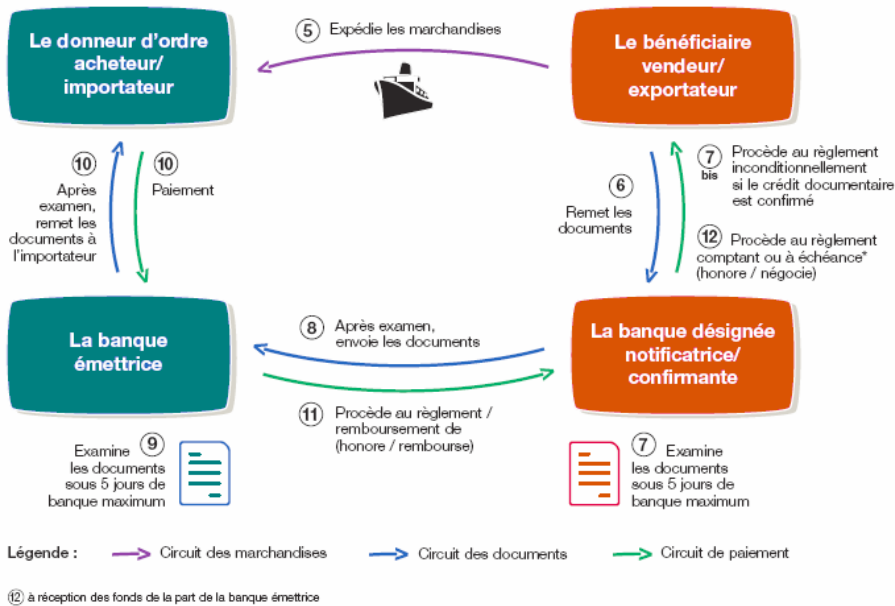 Le donneur d'ordre
acheteur/
importateur
⑤ Expédie les marchandises
Le bénéficiaire
vendeur/
exportateur
⑩
Après
examen,
remet les
documents à
l'importateur
⑩
Paiement
⑥
Remet les
documents
⑦ bis Procède au règlement
inconditionnellement
si le crédit documentaire
est confirmé
⑫ Procède au règlement
comptant ou à échéance*
(honore / négocie)
La banque
émettrice
⑧ Après examen,
envoie les documents
⑪ Procède au règlement /
remboursement de
(honore / rembourse)
La banque désignée
notificatrice/
confirmante
Examine ⑨
les documents
sous 5 jours de
banque maximum
⑦ Examine
les documents
sous 5 jours de
banque maximum
Légende : Circuit des marchandises Circuit des documents Circuit de paiement
⑫ à réception des fonds de la part de la banque émettrice